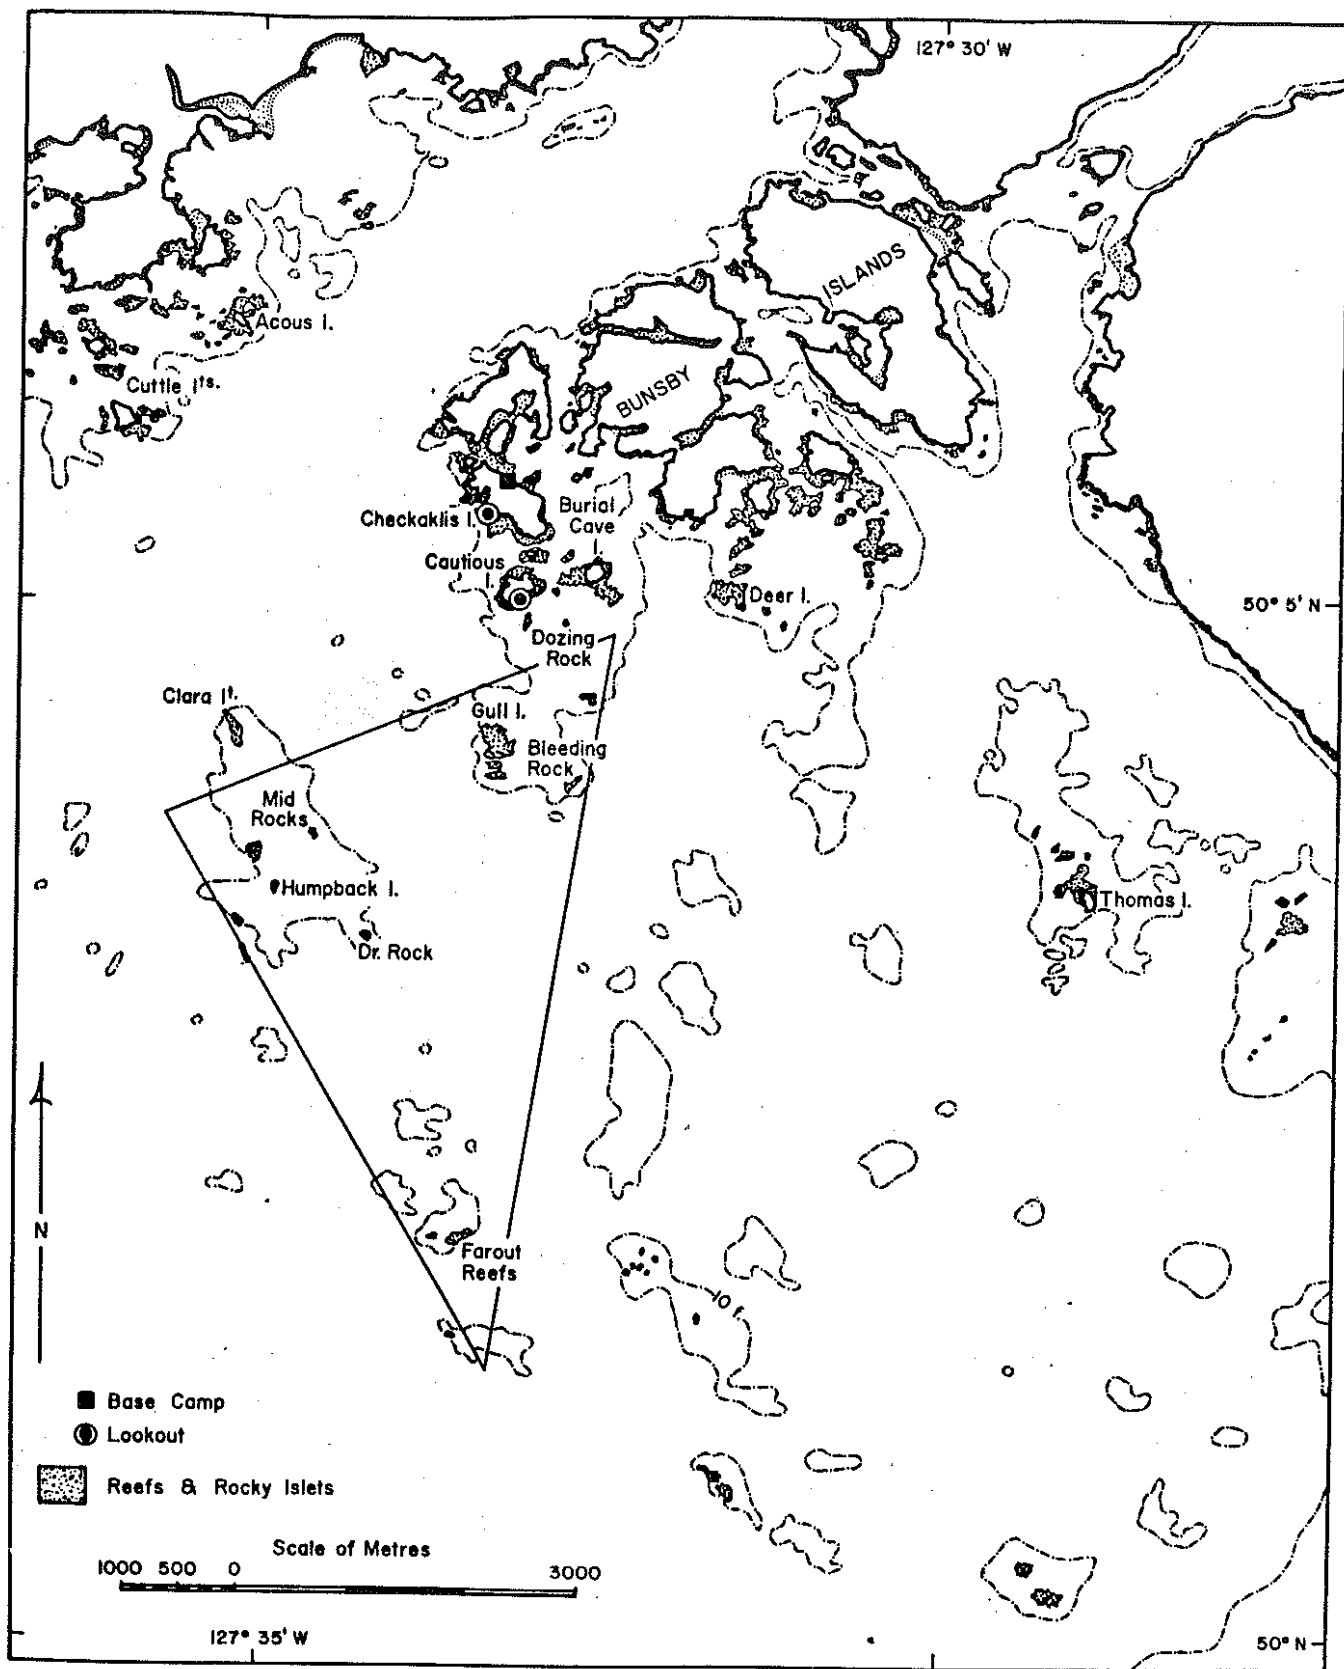 127° 30' W
ISLANDS
Acous I.
Cuttle Its.
BUNSBY
Checkaklis I.
Burial
Cave
I.
Cautious
I.
Deer I.
50° 5' N
Dozing
Rock
Clara It.
Gull I.
Bleeding
Rock
Mid
Rocks
Humpback I.
Thomas I.
Dr. Rock
N
Farout
Reefs
10 f
Base Camp
Lookout
Reefs & Rocky Islets
Scale of Metres
1000 500 0 3000
127° 35' W
50° N